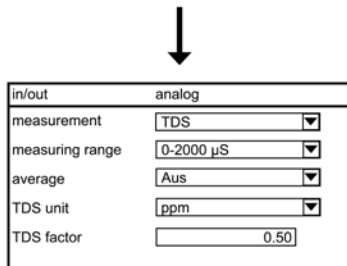 in/out analog
measurement TDS
measuring range 0-2000 µS
average Aus
TDS unit ppm
TDS factor 0.50